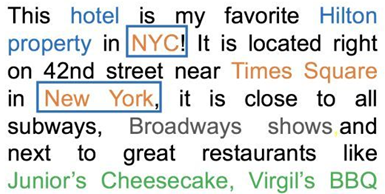 This hotel is my favorite Hilton
property in NYC! It is located right
on 42nd street near Times Square
in New York, it is close to all
subways, Broadways shows and
next to great restaurants like
Junior's Cheesecake, Virgil's BBQ